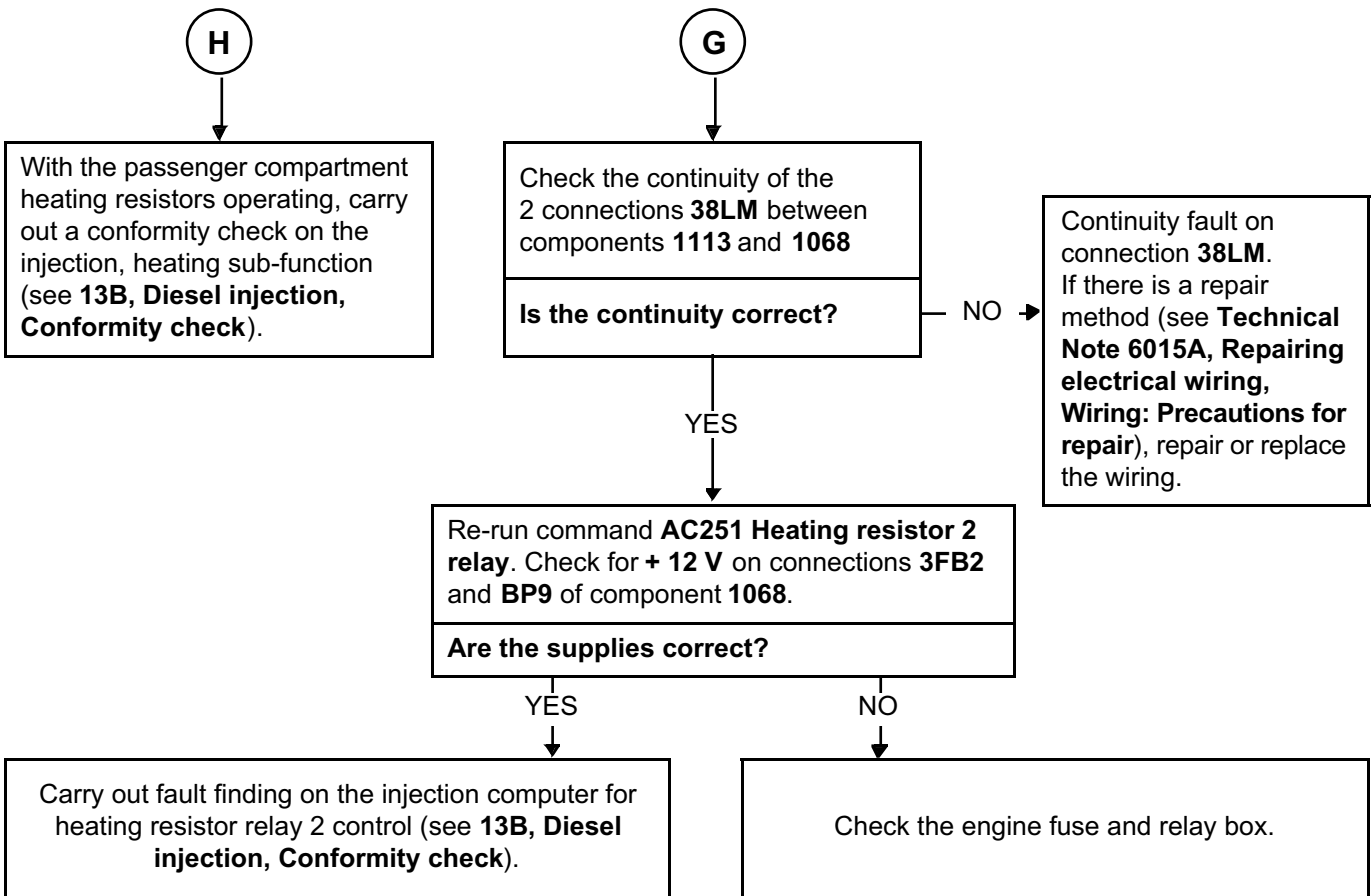 H
G
With the passenger compartment
heating resistors operating, carry
out a conformity check on the
injection, heating sub-function
(see 13B, Diesel injection,
Conformity check).
Check the continuity of the
2 connections 38LM between
components 1113 and 1068
Is the continuity correct?
NO
Continuity fault on
connection 38LM.
If there is a repair
method (see Technical
Note 6015A, Repairing
electrical wiring,
Wiring: Precautions for
repair), repair or replace
the wiring.
YES
Re-run command AC251 Heating resistor 2
relay. Check for + 12 V on connections 3FB2
and BP9 of component 1068.
Are the supplies correct?
YES
NO
Carry out fault finding on the injection computer for
heating resistor relay 2 control (see 13B, Diesel
injection, Conformity check).
Check the engine fuse and relay box.